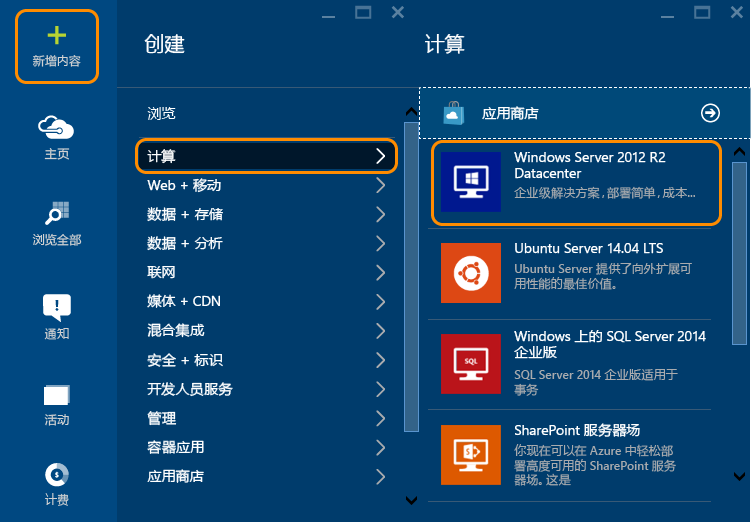 新增内容
主页
浏览全部
通知
活动
计费
创建
浏览
计算
Web + 移动
数据 + 存储
数据 + 分析
联网
媒体 + CDN
混合集成
安全 + 标识
开发人员服务
管理
容器应用
应用商店
计算
应用商店
Windows Server 2012 R2
Datacenter
企业级解决方案，部署简单，成本...
Ubuntu Server 14.04 LTS
Ubuntu Server 提供了向外扩展可
用性能的最佳价值。
SQL
Windows 上的 SQL Server 2014
企业版
SQL Server 2014 企业版适用于
事务
SharePoint 服务器场
你现在可以在 Azure 中轻松部
署高度可用的 SharePoint 服务
器场。这是